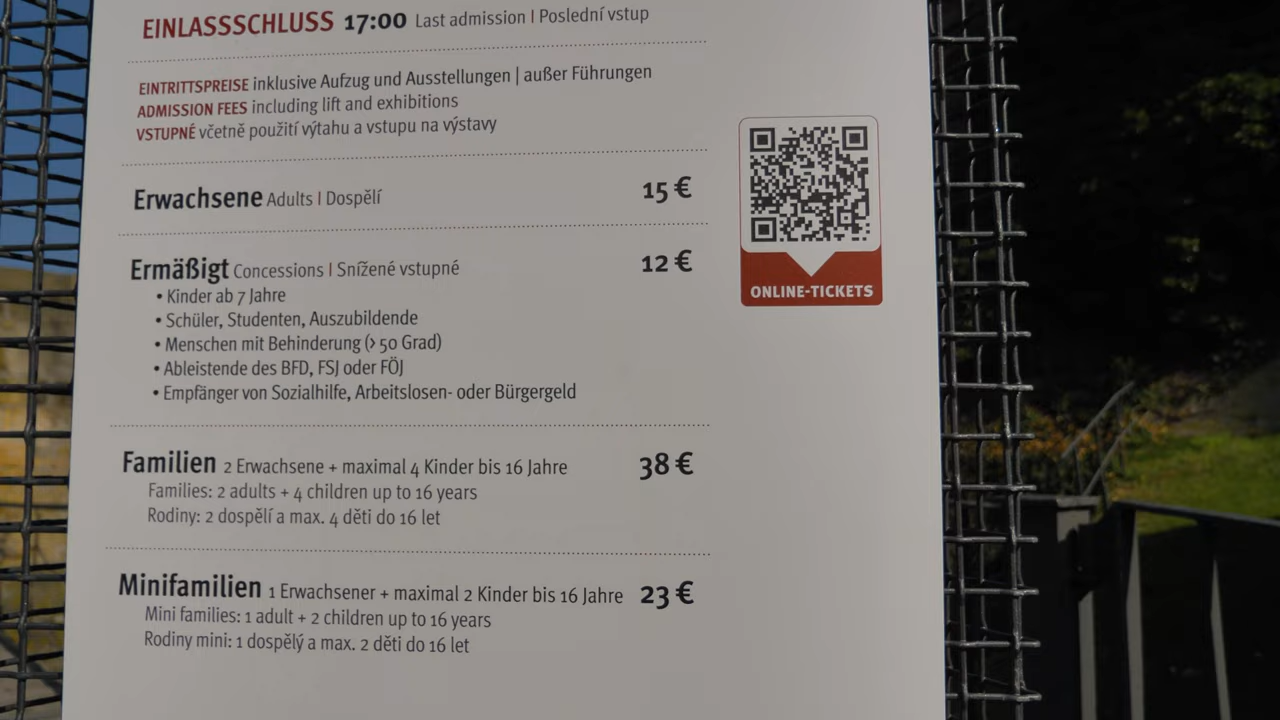 EINLASSSCHLUSS 17:00 Last admission | Poslední vstup
EINTRITTSPREISE inklusive Aufzug und Ausstellungen | außer Führungen
ADMISSION FEES including lift and exhibitions
VSTUPNÉ včetně použití výtahu a vstupu na výstavy
Erwachsene Adults | Dospělí 15 €
Ermäßigt Concessions | Snížené vstupné 12 €
• Kinder ab 7 Jahre
• Schüler, Studenten, Auszubildende
• Menschen mit Behinderung (> 50 Grad)
• Ableistende des BFD, FSJ oder FÖJ
• Empfänger von Sozialhilfe, Arbeitslosen- oder Bürgergeld
ONLINE-TICKETS
Familien 2 Erwachsene + maximal 4 Kinder bis 16 Jahre 38 €
Families: 2 adults + 4 children up to 16 years
Rodiny: 2 dospělí a max. 4 děti do 16 let
Minifamilien 1 Erwachsener + maximal 2 Kinder bis 16 Jahre 23 €
Mini families: 1 adult + 2 children up to 16 years
Rodiny mini: 1 dospělý a max. 2 děti do 16 let